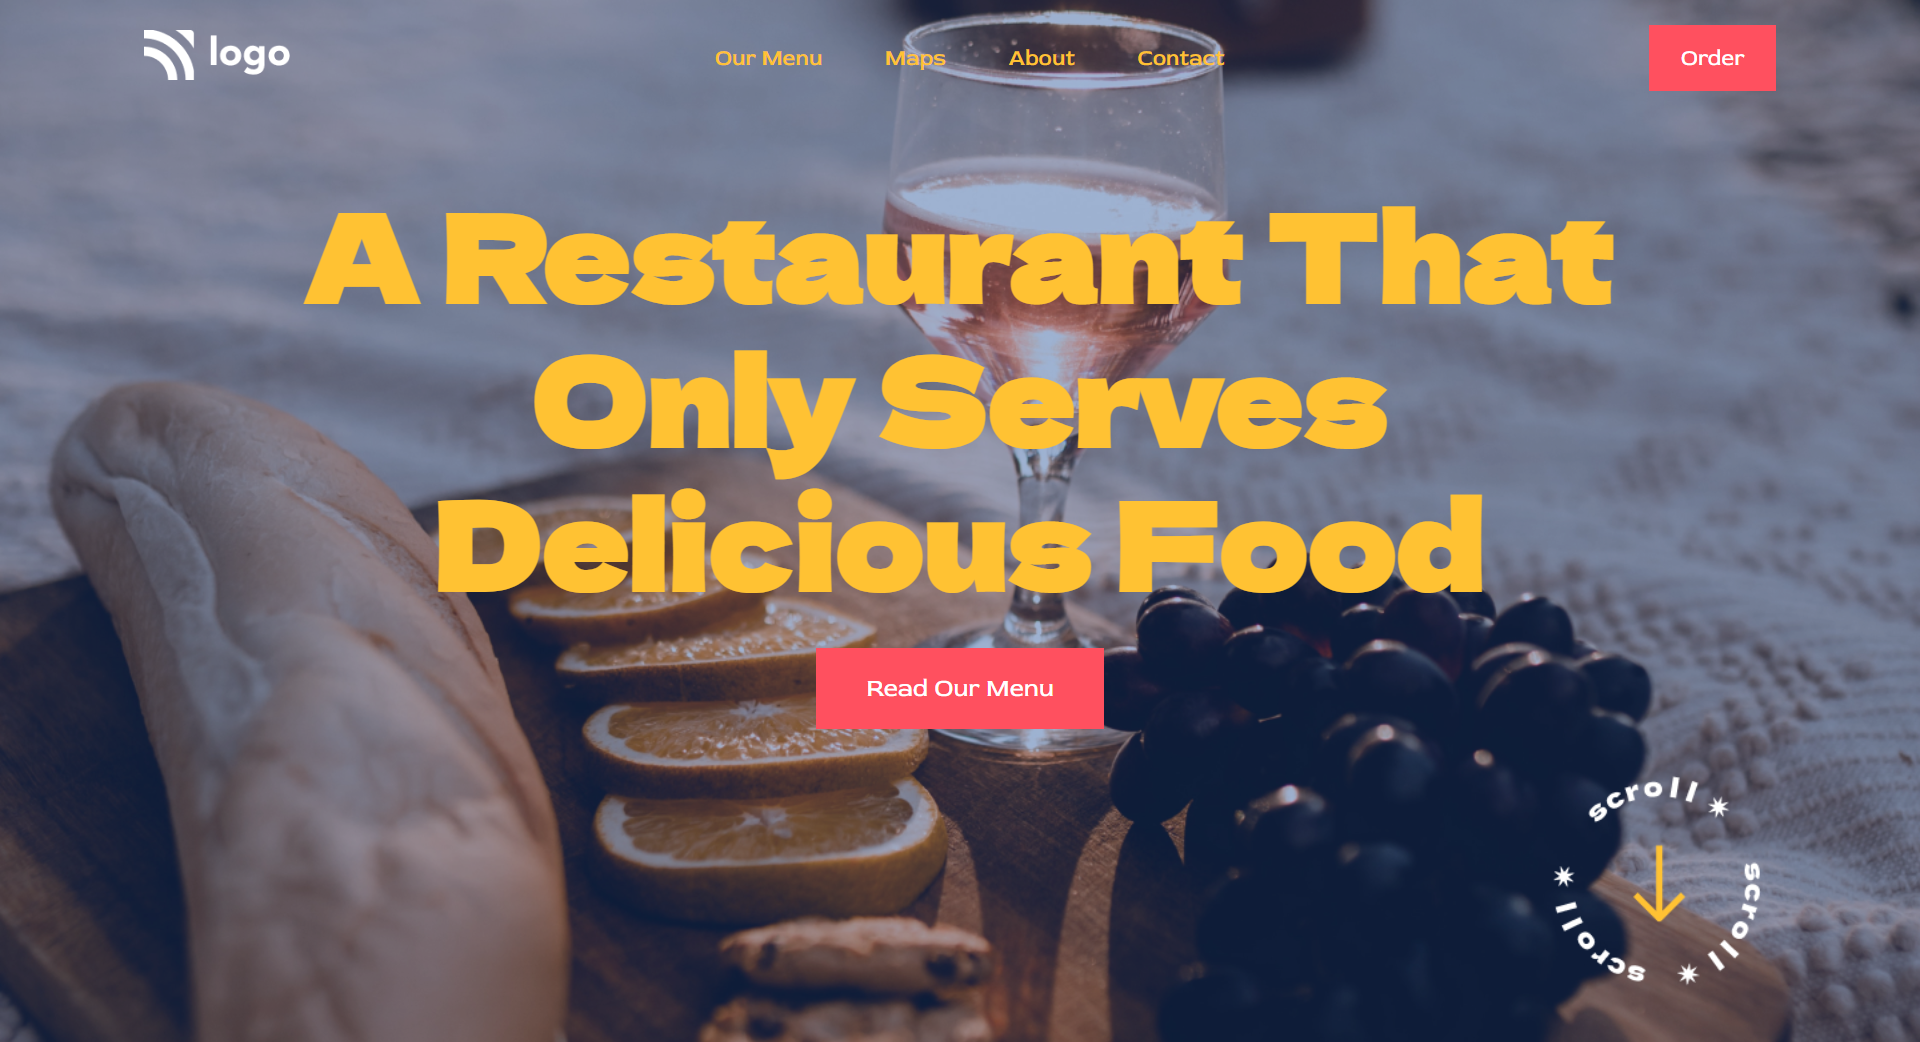 logo
Our Menu Maps About Contact
Order
A Restaurant That
Only Serves
Delicious Food
Read Our Menu
scroll
scroll
scroll